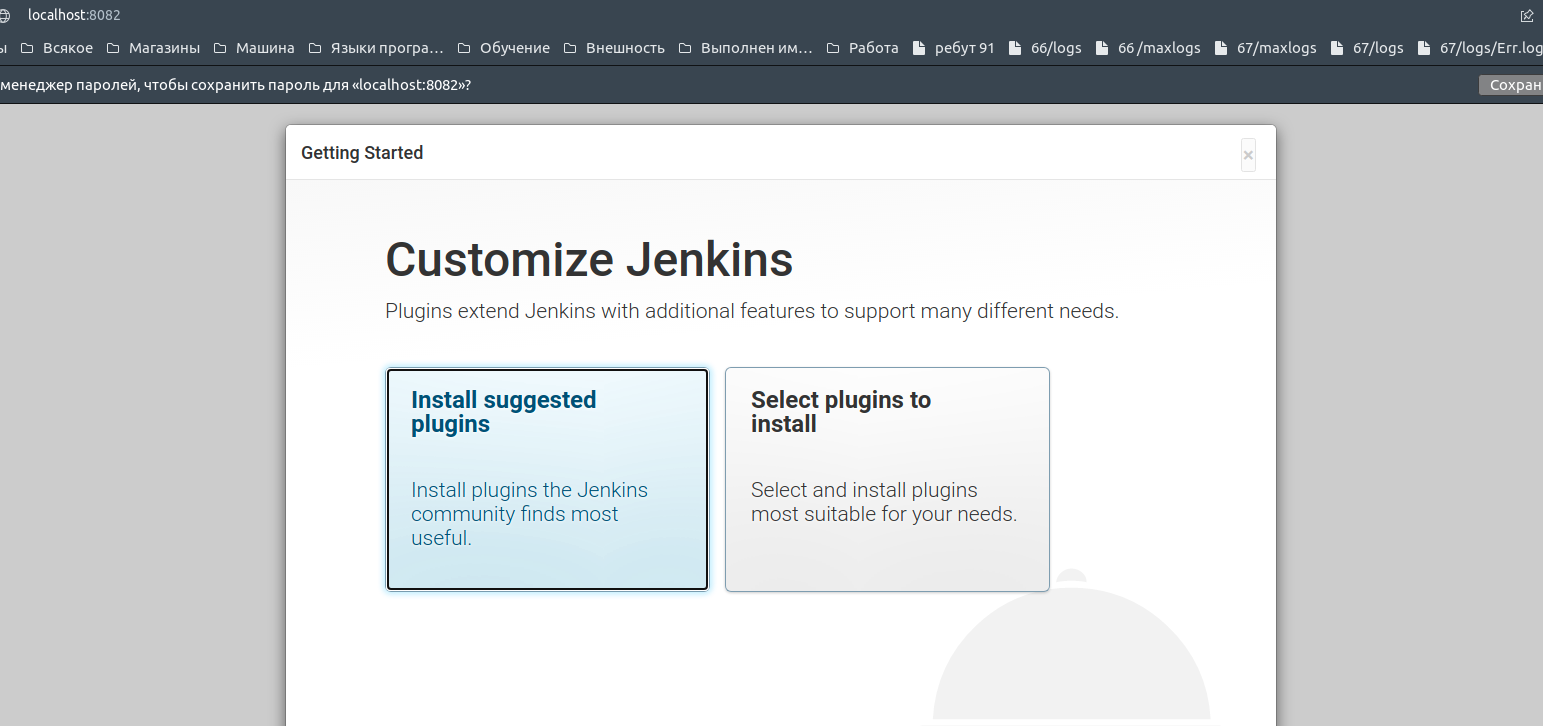 localhost:8082
ы Всякое Магазины Машина Языки програ… Обучение Внешность Выполнен им… Работа ребут 91 66/logs 66 /maxlogs 67/maxlogs 67/logs 67/logs/Err.log
менеджер паролей, чтобы сохранить пароль для «localhost:8082»? Сохран
Getting Started ×
Customize Jenkins
Plugins extend Jenkins with additional features to support many different needs.
Install suggested
plugins
Install plugins the Jenkins
community finds most
useful.
Select plugins to
install
Select and install plugins
most suitable for your needs.